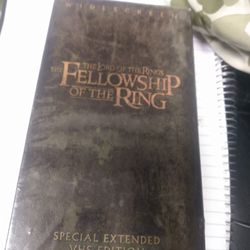 WIDESCREEN
THE LORD OF THE RINGS
THE FELLOWSHIP
OF THE RING
SPECIAL EXTENDED
VHS EDITION